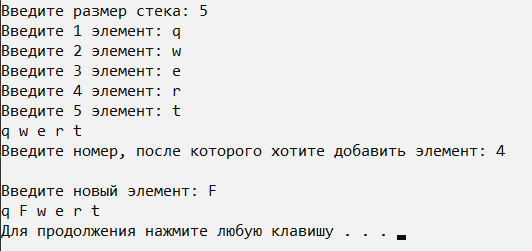 Введите размер стека: 5
Введите 1 элемент: q
Введите 2 элемент: w
Введите 3 элемент: e
Введите 4 элемент: r
Введите 5 элемент: t
q w e r t
Введите номер, после которого хотите добавить элемент: 4
Введите новый элемент: F
q F w e r t
Для продолжения нажмите любую клавишу . . .